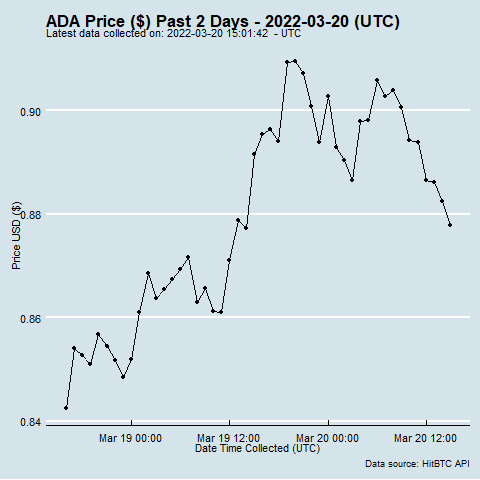 ADA Price ($) Past 2 Days - 2022-03-20 (UTC)
Latest data collected on: 2022-03-20 15:01:42 - UTC
0.90
0.88
0.86
0.84
Price USD ($)
Mar 19 00:00 Mar 19 12:00 Mar 20 00:00 Mar 20 12:00
Date Time Collected (UTC)
Data source: HitBTC API